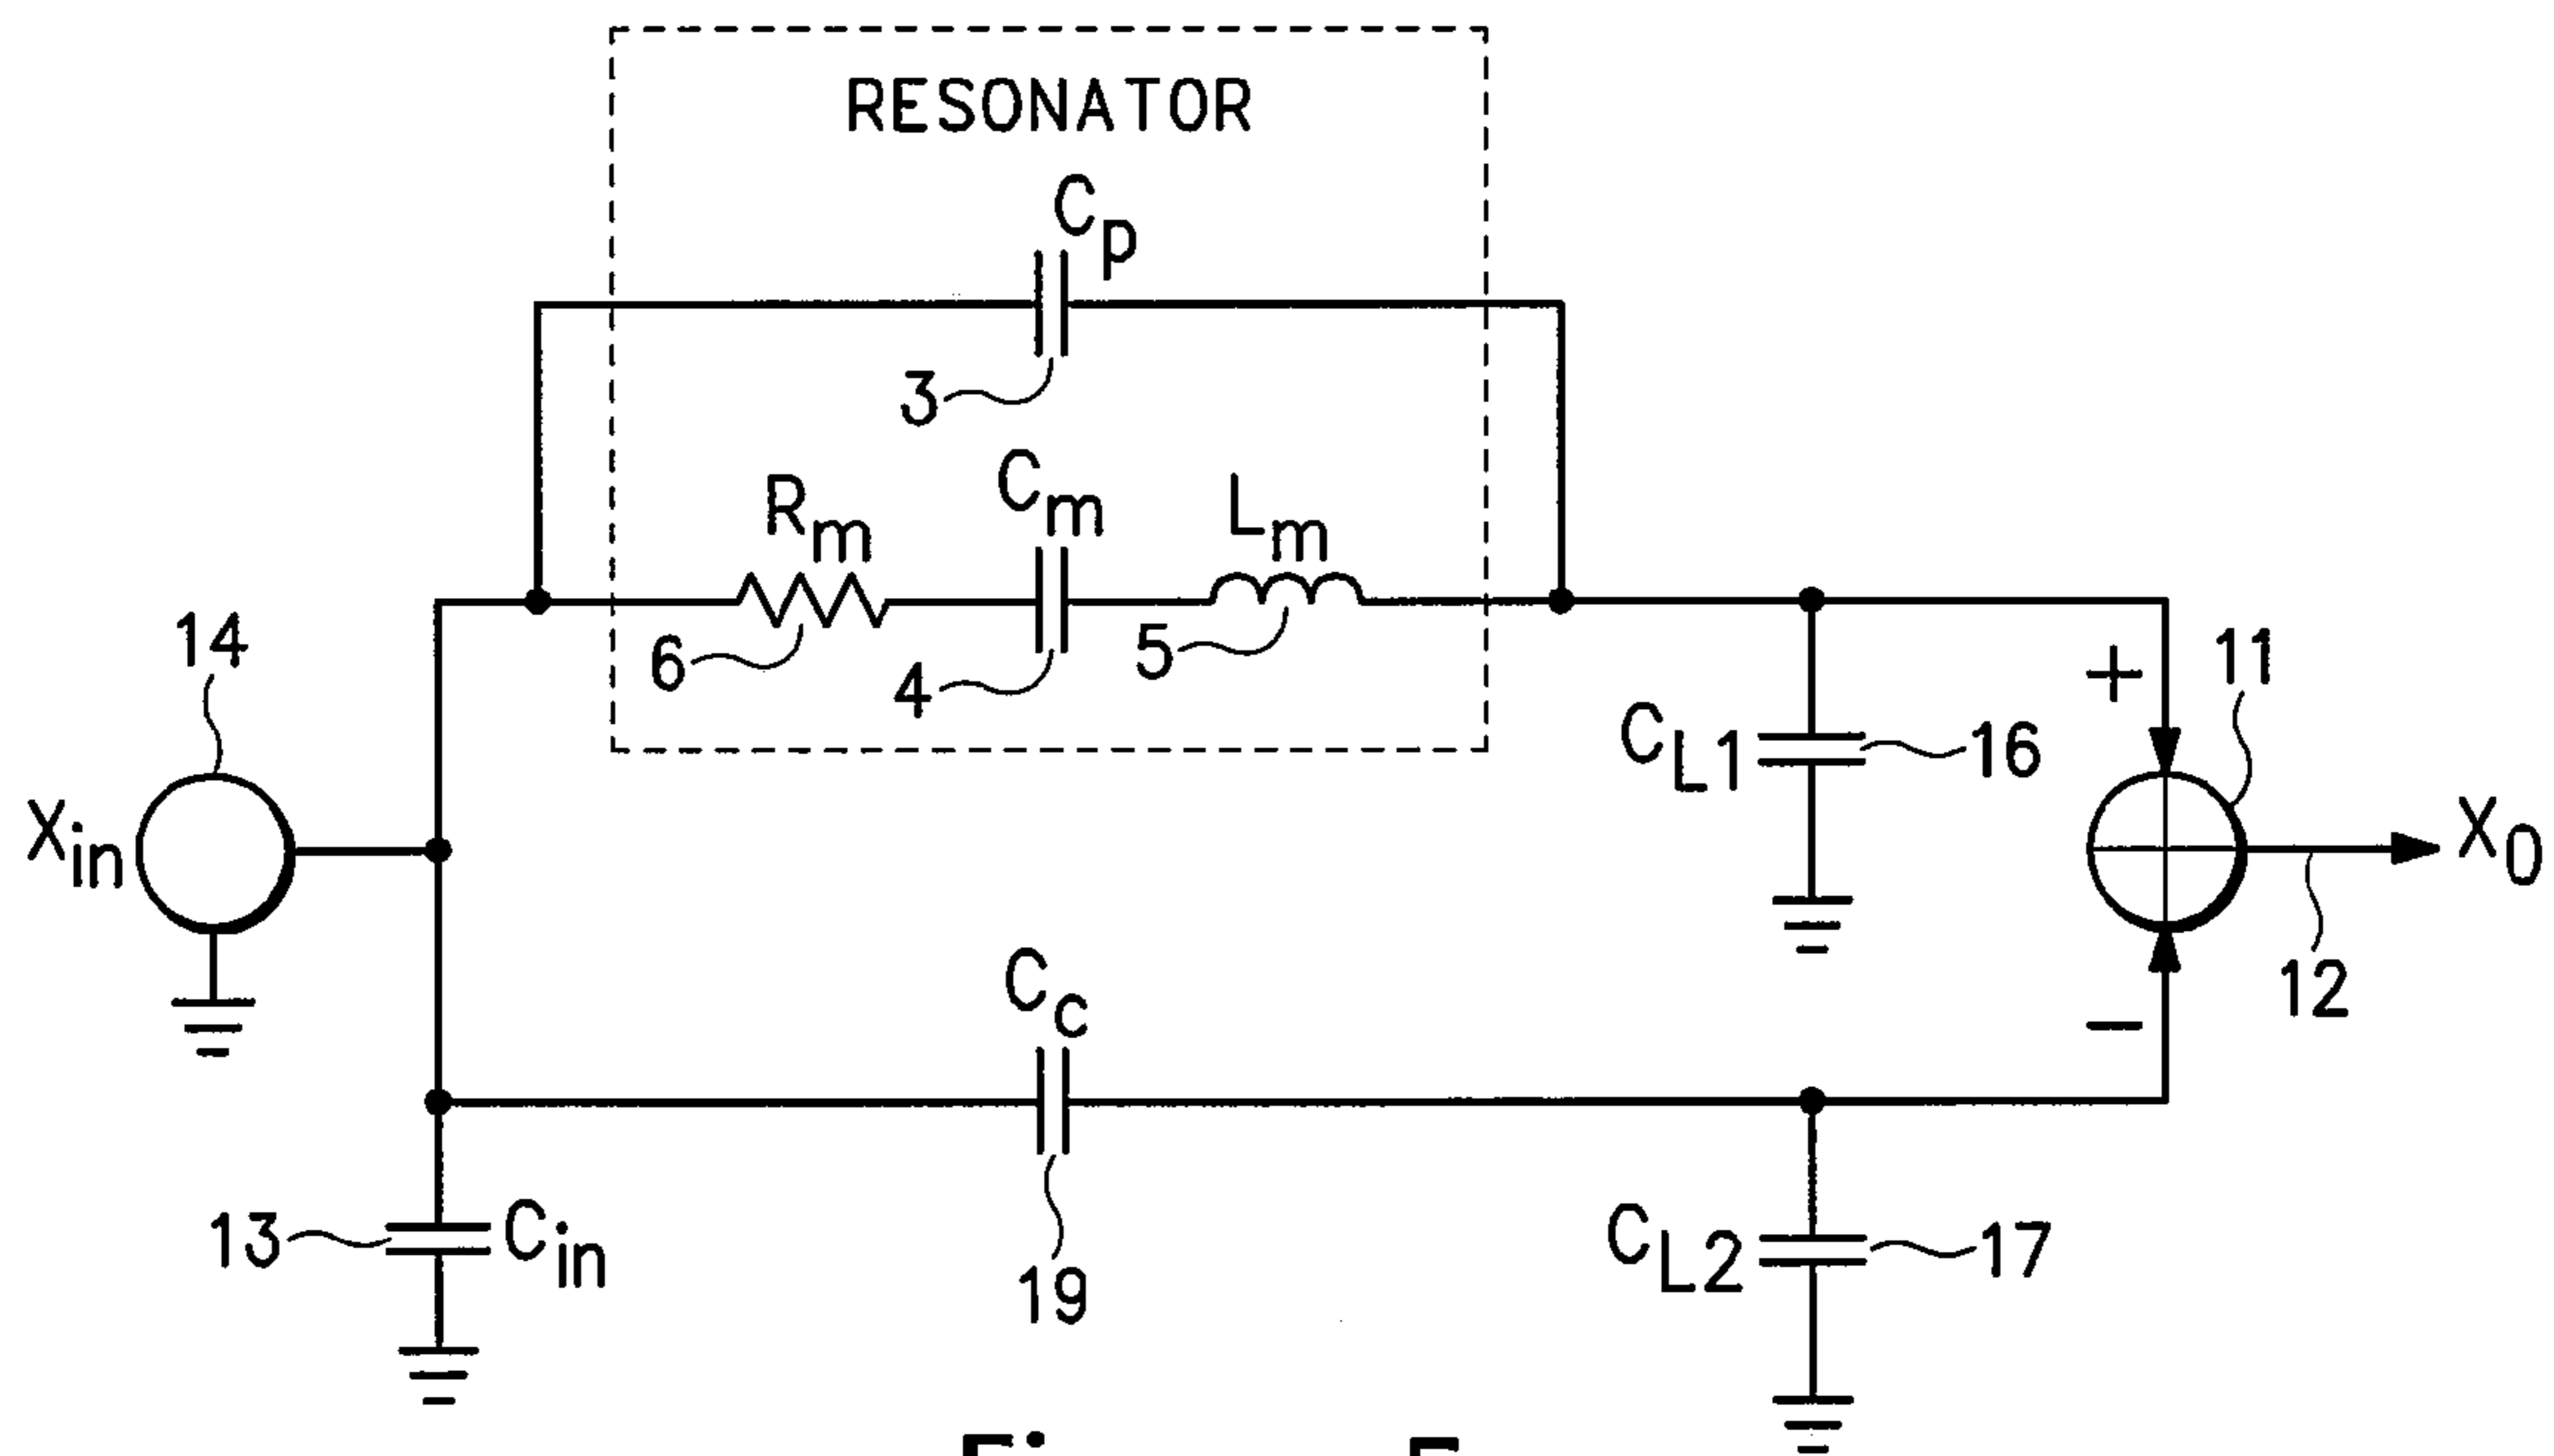 RESONATOR
Cp
3
Rm
Cm
Lm
6
4
5
14
Xin
CL1
16
+
11
X0
12
−
Cc
19
13
Cin
CL2
17